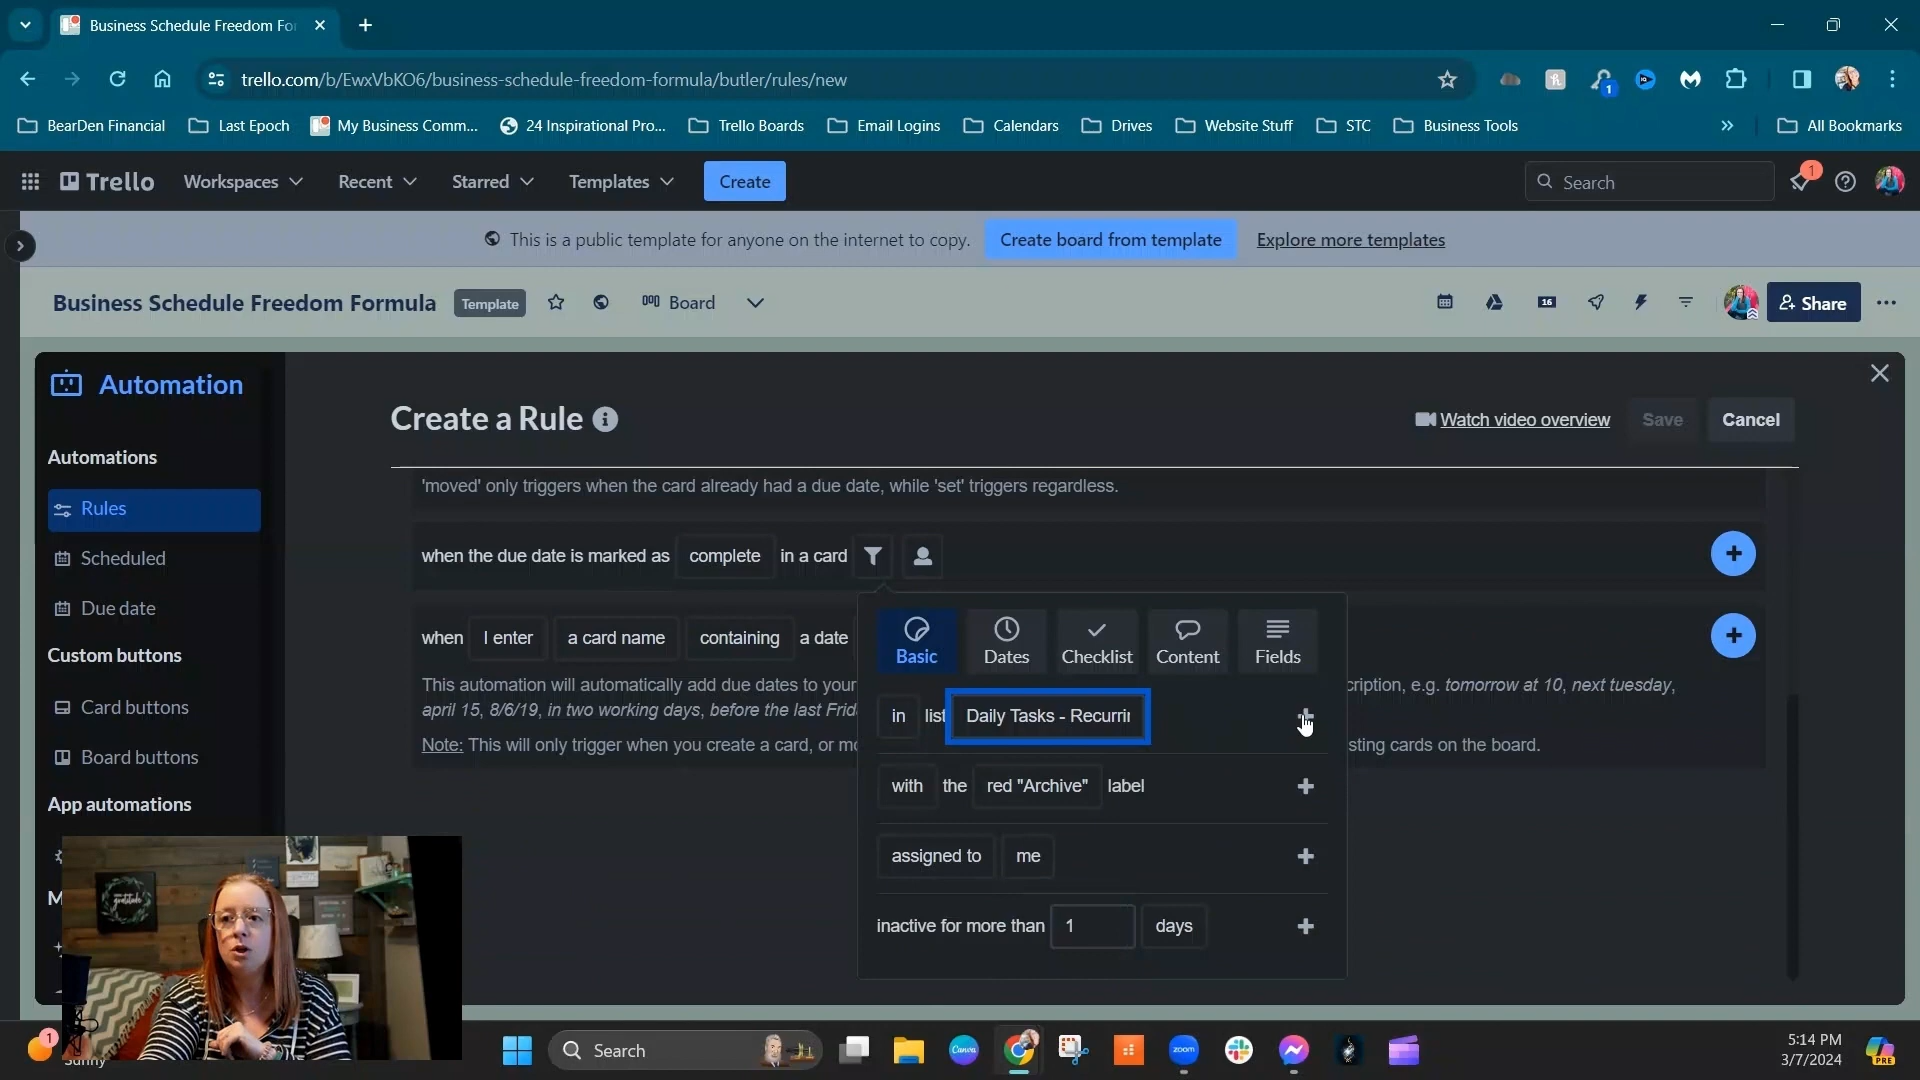 Business Schedule Freedom Fo
trello.com/b/EwxVbKO6/business-schedule-freedom-formula/butler/rules/new
1
BearDen Financial
Last Epoch
My Business Comm...
24 Inspirational Pro...
Trello Boards
Email Logins
Calendars
Drives
Website Stuff
STC
Business Tools
All Bookmarks
Trello
Workspaces
Recent
Starred
Templates
Create
Search
1
This is a public template for anyone on the internet to copy.
Create board from template
Explore more templates
Business Schedule Freedom Formula
Template
Board
16
Share
Automation
Create a Rule
Watch video overview
Save
Cancel
Automations
Rules
Scheduled
Due date
Custom buttons
Card buttons
Board buttons
App automations
M
'moved' only triggers when the card already had a due date, while 'set' triggers regardless.
when the due date is marked as complete in a card
when I enter a card name containing a date
This automation will automatically add due dates to your
cription, e.g. tomorrow at 10, next tuesday,
april 15, 8/6/19, in two working days, before the last Frid
Note: This will only trigger when you create a card, or mo
sting cards on the board.
Basic
Dates
Checklist
Content
Fields
in list Daily Tasks - Recurrin
with the red "Archive" label
assigned to me
inactive for more than 1 days
gratitude
1
Sunny
Search
Canva
zoom
5:14 PM
3/7/2024
PRE